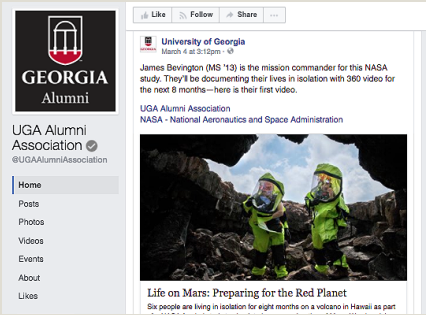 GEORGIA
Alumni
UGA Alumni
Association
@UGAAlumniAssociation
Home
Posts
Photos
Videos
Events
About
Likes
Like Follow Share
University of Georgia
March 4 at 3:12pm ·
James Bevington (MS '13) is the mission commander for this NASA
study. They'll be documenting their lives in isolation with 360 video for
the next 8 months—here is their first video.
UGA Alumni Association
NASA - National Aeronautics and Space Administration
Life on Mars: Preparing for the Red Planet
Six people are living in isolation for eight months on a volcano in Hawaii as part